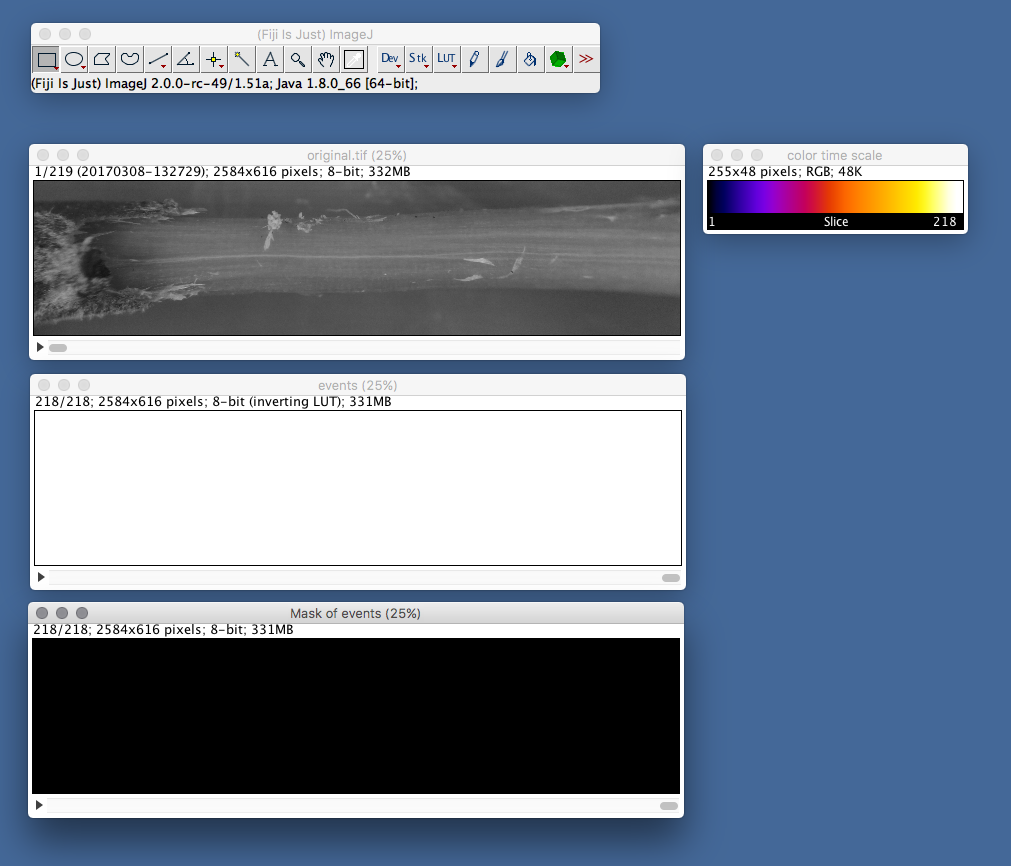 (Fiji Is Just) ImageJ
A Dev Stk LUT >>
(Fiji Is Just) ImageJ 2.0.0-rc-49/1.51a; Java 1.8.0_66 [64-bit];
original.tif (25%)
1/219 (20170308-132729); 2584x616 pixels; 8-bit; 332MB
color time scale
255x48 pixels; RGB; 48K
1 Slice 218
events (25%)
218/218; 2584x616 pixels; 8-bit (inverting LUT); 331MB
Mask of events (25%)
218/218; 2584x616 pixels; 8-bit; 331MB